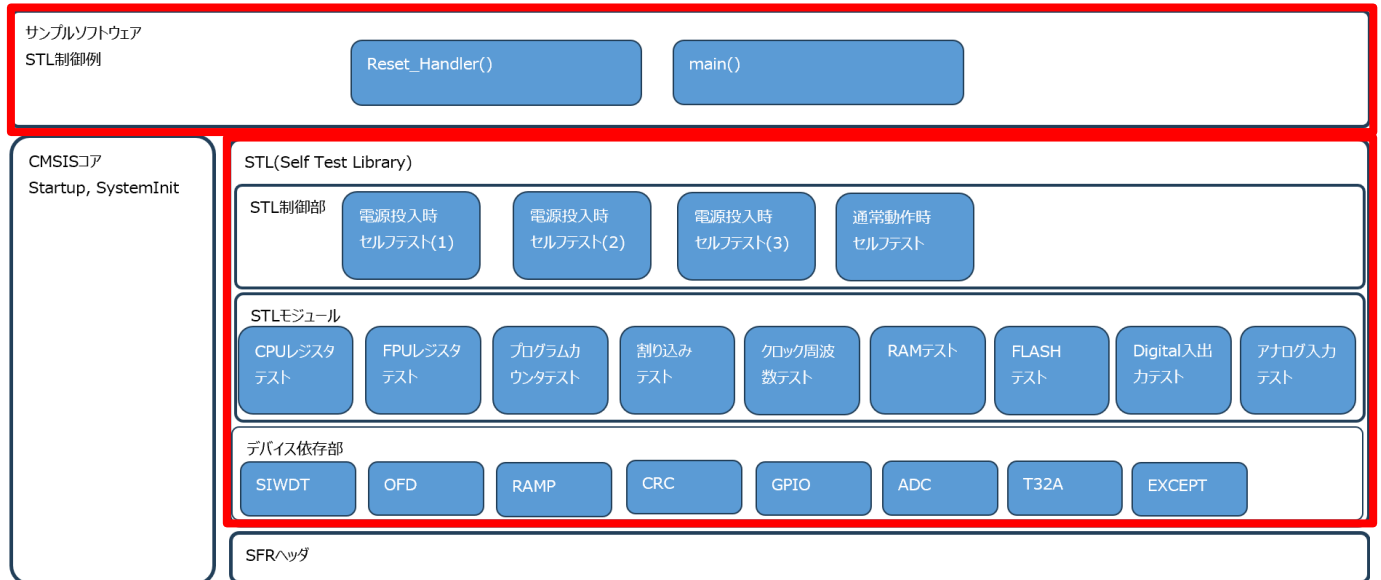 サンプルソフトウェア
STL制御例
Reset_Handler()
main()
CMSISコア
Startup, SystemInit
STL(Self Test Library)
STL制御部
電源投入時
セルフテスト(1)
電源投入時
セルフテスト(2)
電源投入時
セルフテスト(3)
通常動作時
セルフテスト
STLモジュール
CPUレジスタ
テスト
FPUレジスタ
テスト
プログラムカ
ウンタテスト
割り込み
テスト
クロック周波
数テスト
RAMテスト
FLASH
テスト
Digital入出
力テスト
アナログ入力
テスト
デバイス依存部
SIWDT
OFD
RAMP
CRC
GPIO
ADC
T32A
EXCEPT
SFRヘッダ